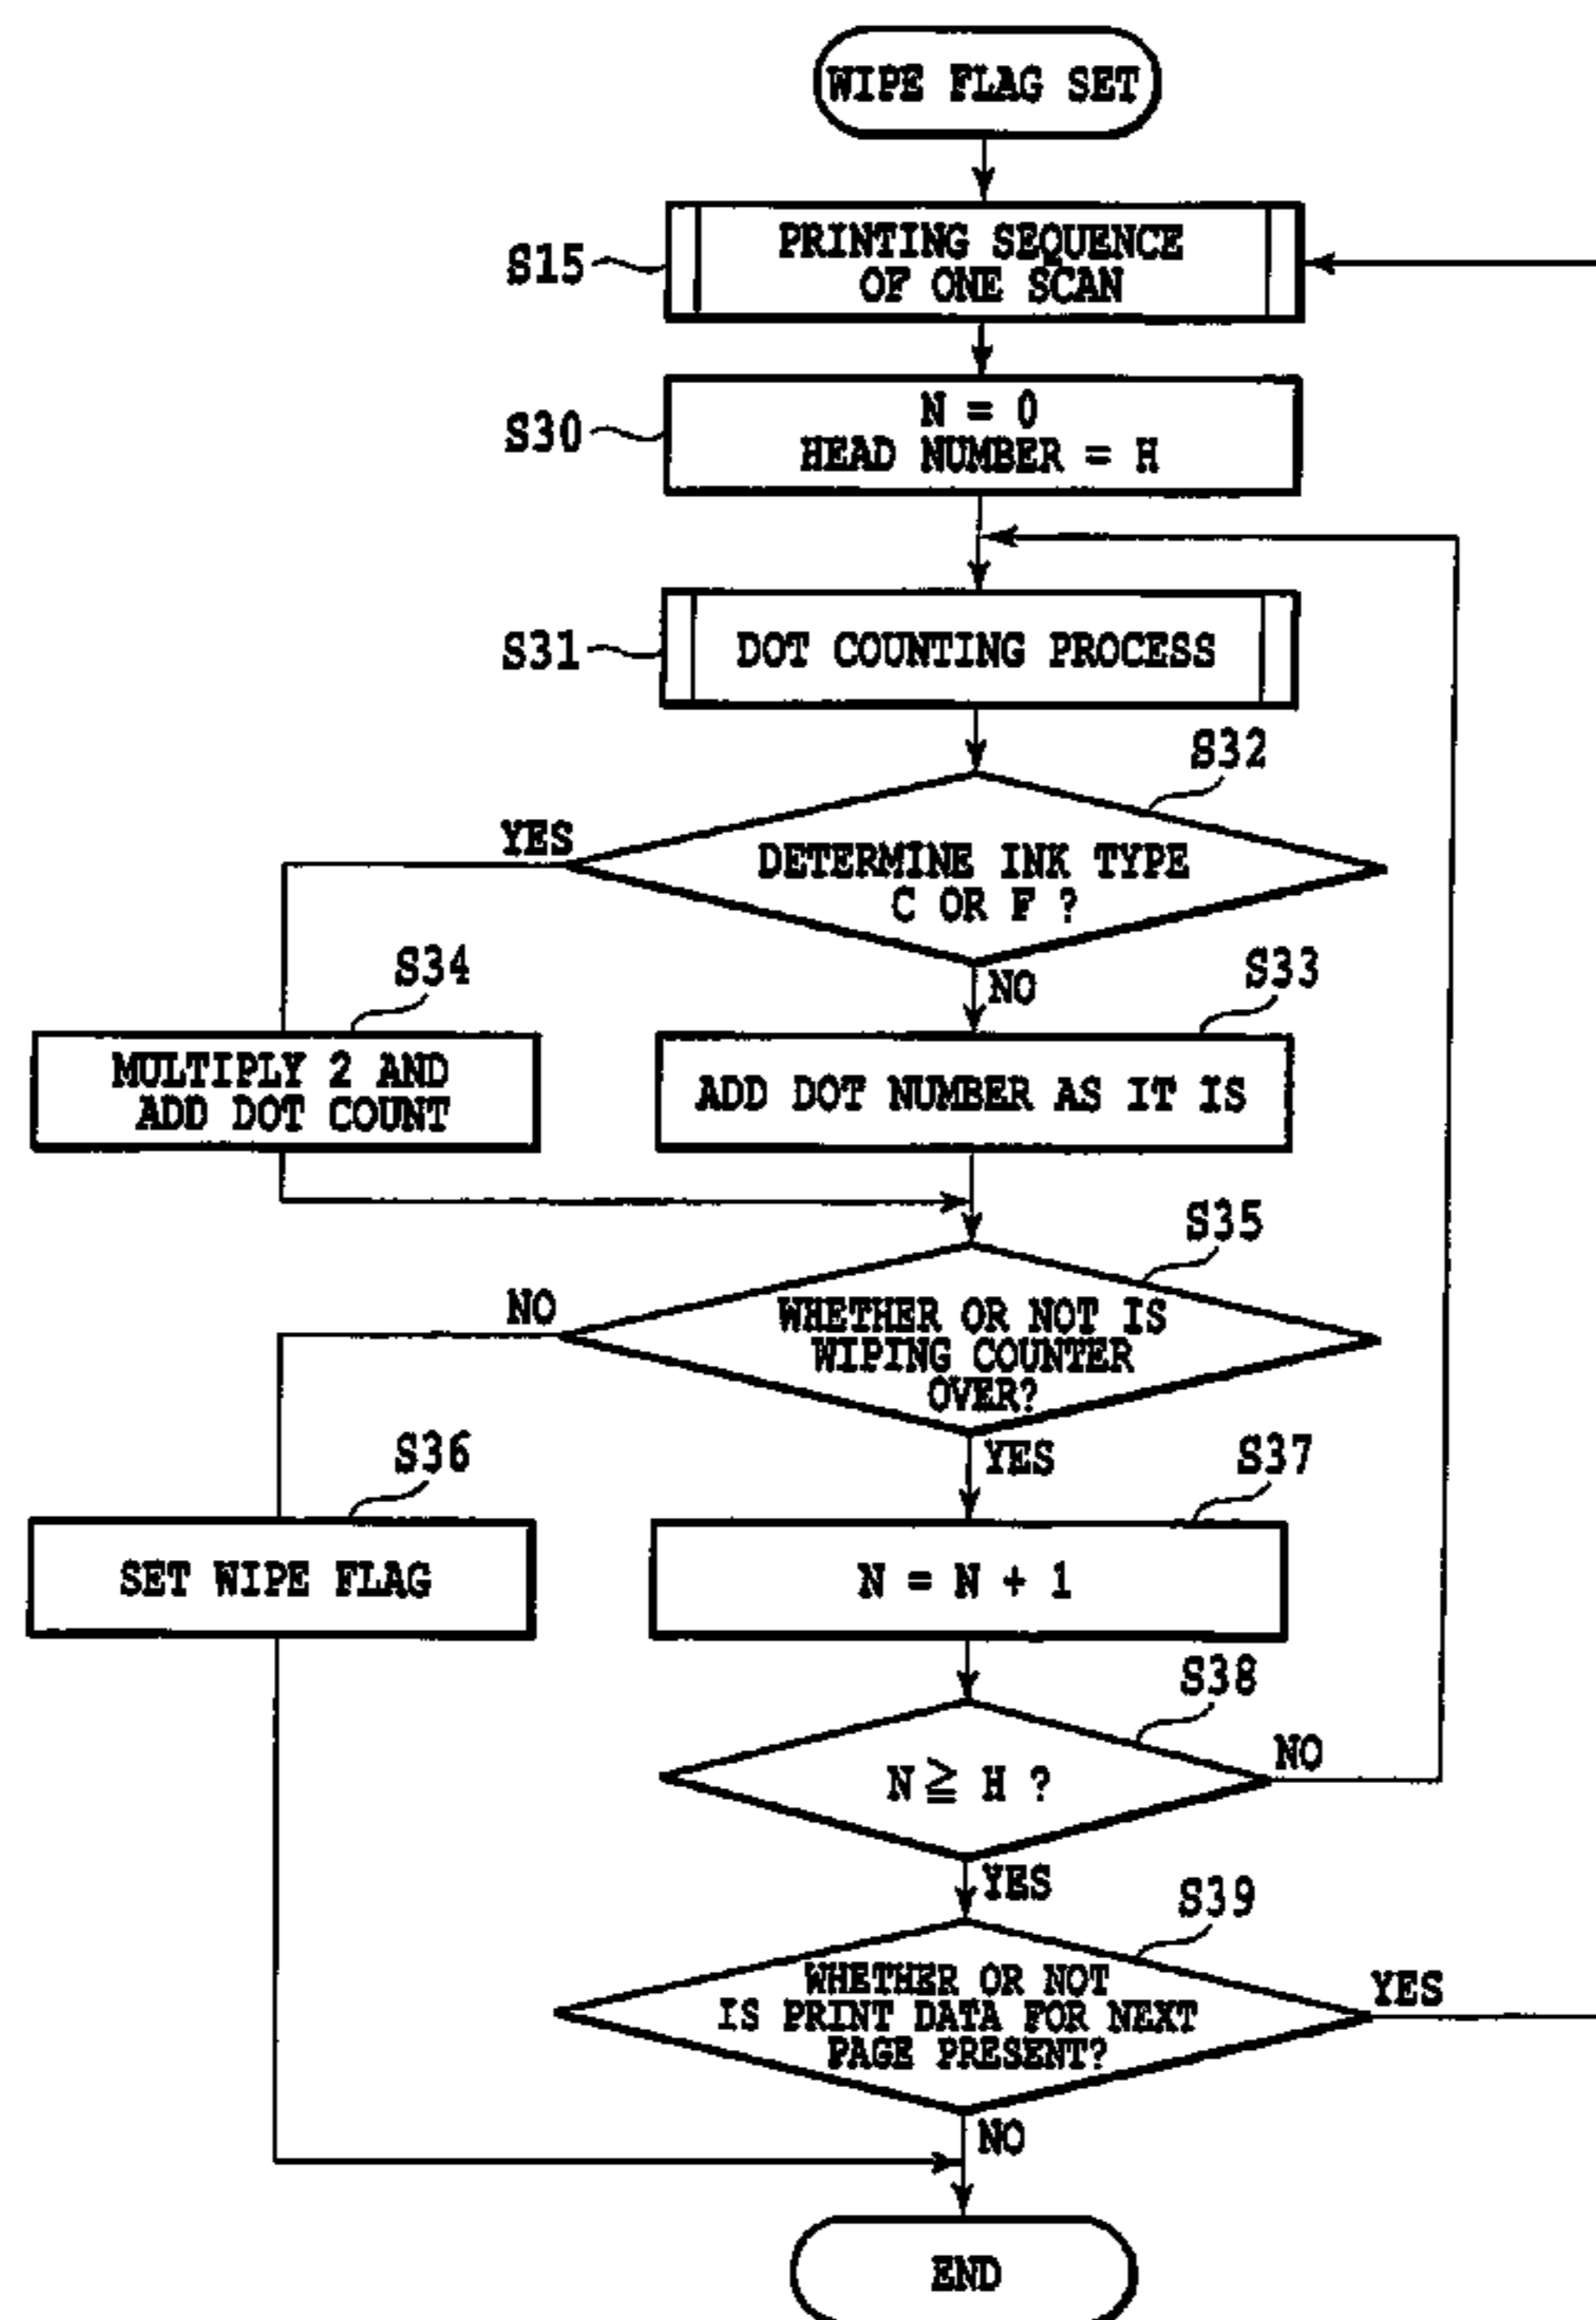 WIPE FLAG SET
S15
PRINTING SEQUENCE
OF ONE SCAN
S30
N = 0
HEAD NUMBER = H
S31
DOT COUNTING PROCESS
S32
YES
DETERMINE INK TYPE
C OR F ?
NO
S34
MULTIPLY 2 AND
ADD DOT COUNT
S33
ADD DOT NUMBER AS IT IS
S35
NO
WHETHER OR NOT IS
WIPING COUNTER
OVER?
YES
S36
SET WIPE FLAG
S37
N = N + 1
S38
N ≧ H ?
NO
YES
S39
WHETHER OR NOT
IS PRINT DATA FOR NEXT
PAGE PRESENT?
YES
NO
END